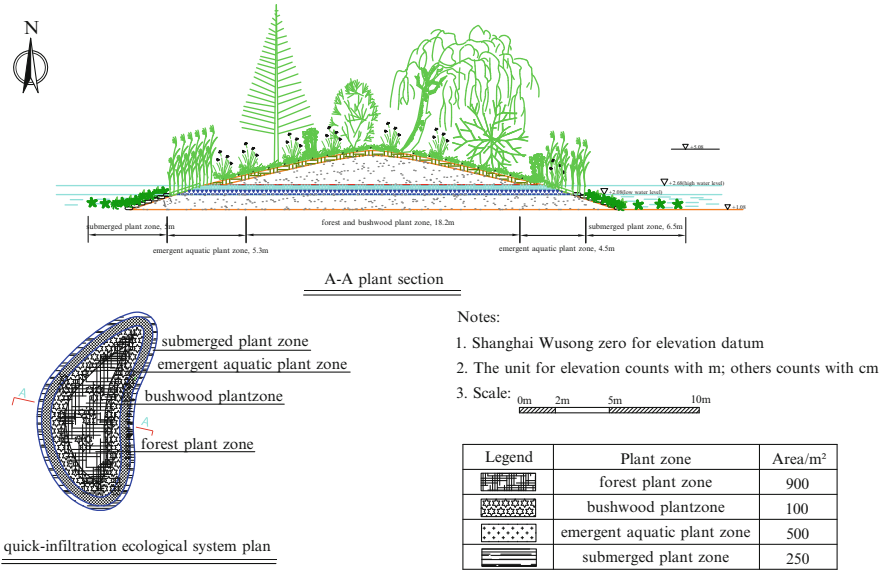 N
+5.08
+2.68(high water level)
+2.08(low water level)
+1.08
submerged plant zone, 5m
forest and bushwood plant zone, 18.2m
submerged plant zone, 6.5m
emergent aquatic plant zone, 5.3m
emergent aquatic plant zone, 4.5m
A-A plant section
submerged plant zone
emergent aquatic plant zone
A
bushwood plantzone
A
forest plant zone
quick-infiltration ecological system plan
Notes:
1. Shanghai Wusong zero for elevation datum
2. The unit for elevation counts with m; others counts with cm
3. Scale: 0m 2m 5m 10m
Legend Plant zone Area/m²
forest plant zone 900
bushwood plantzone 100
emergent aquatic plant zone 500
submerged plant zone 250